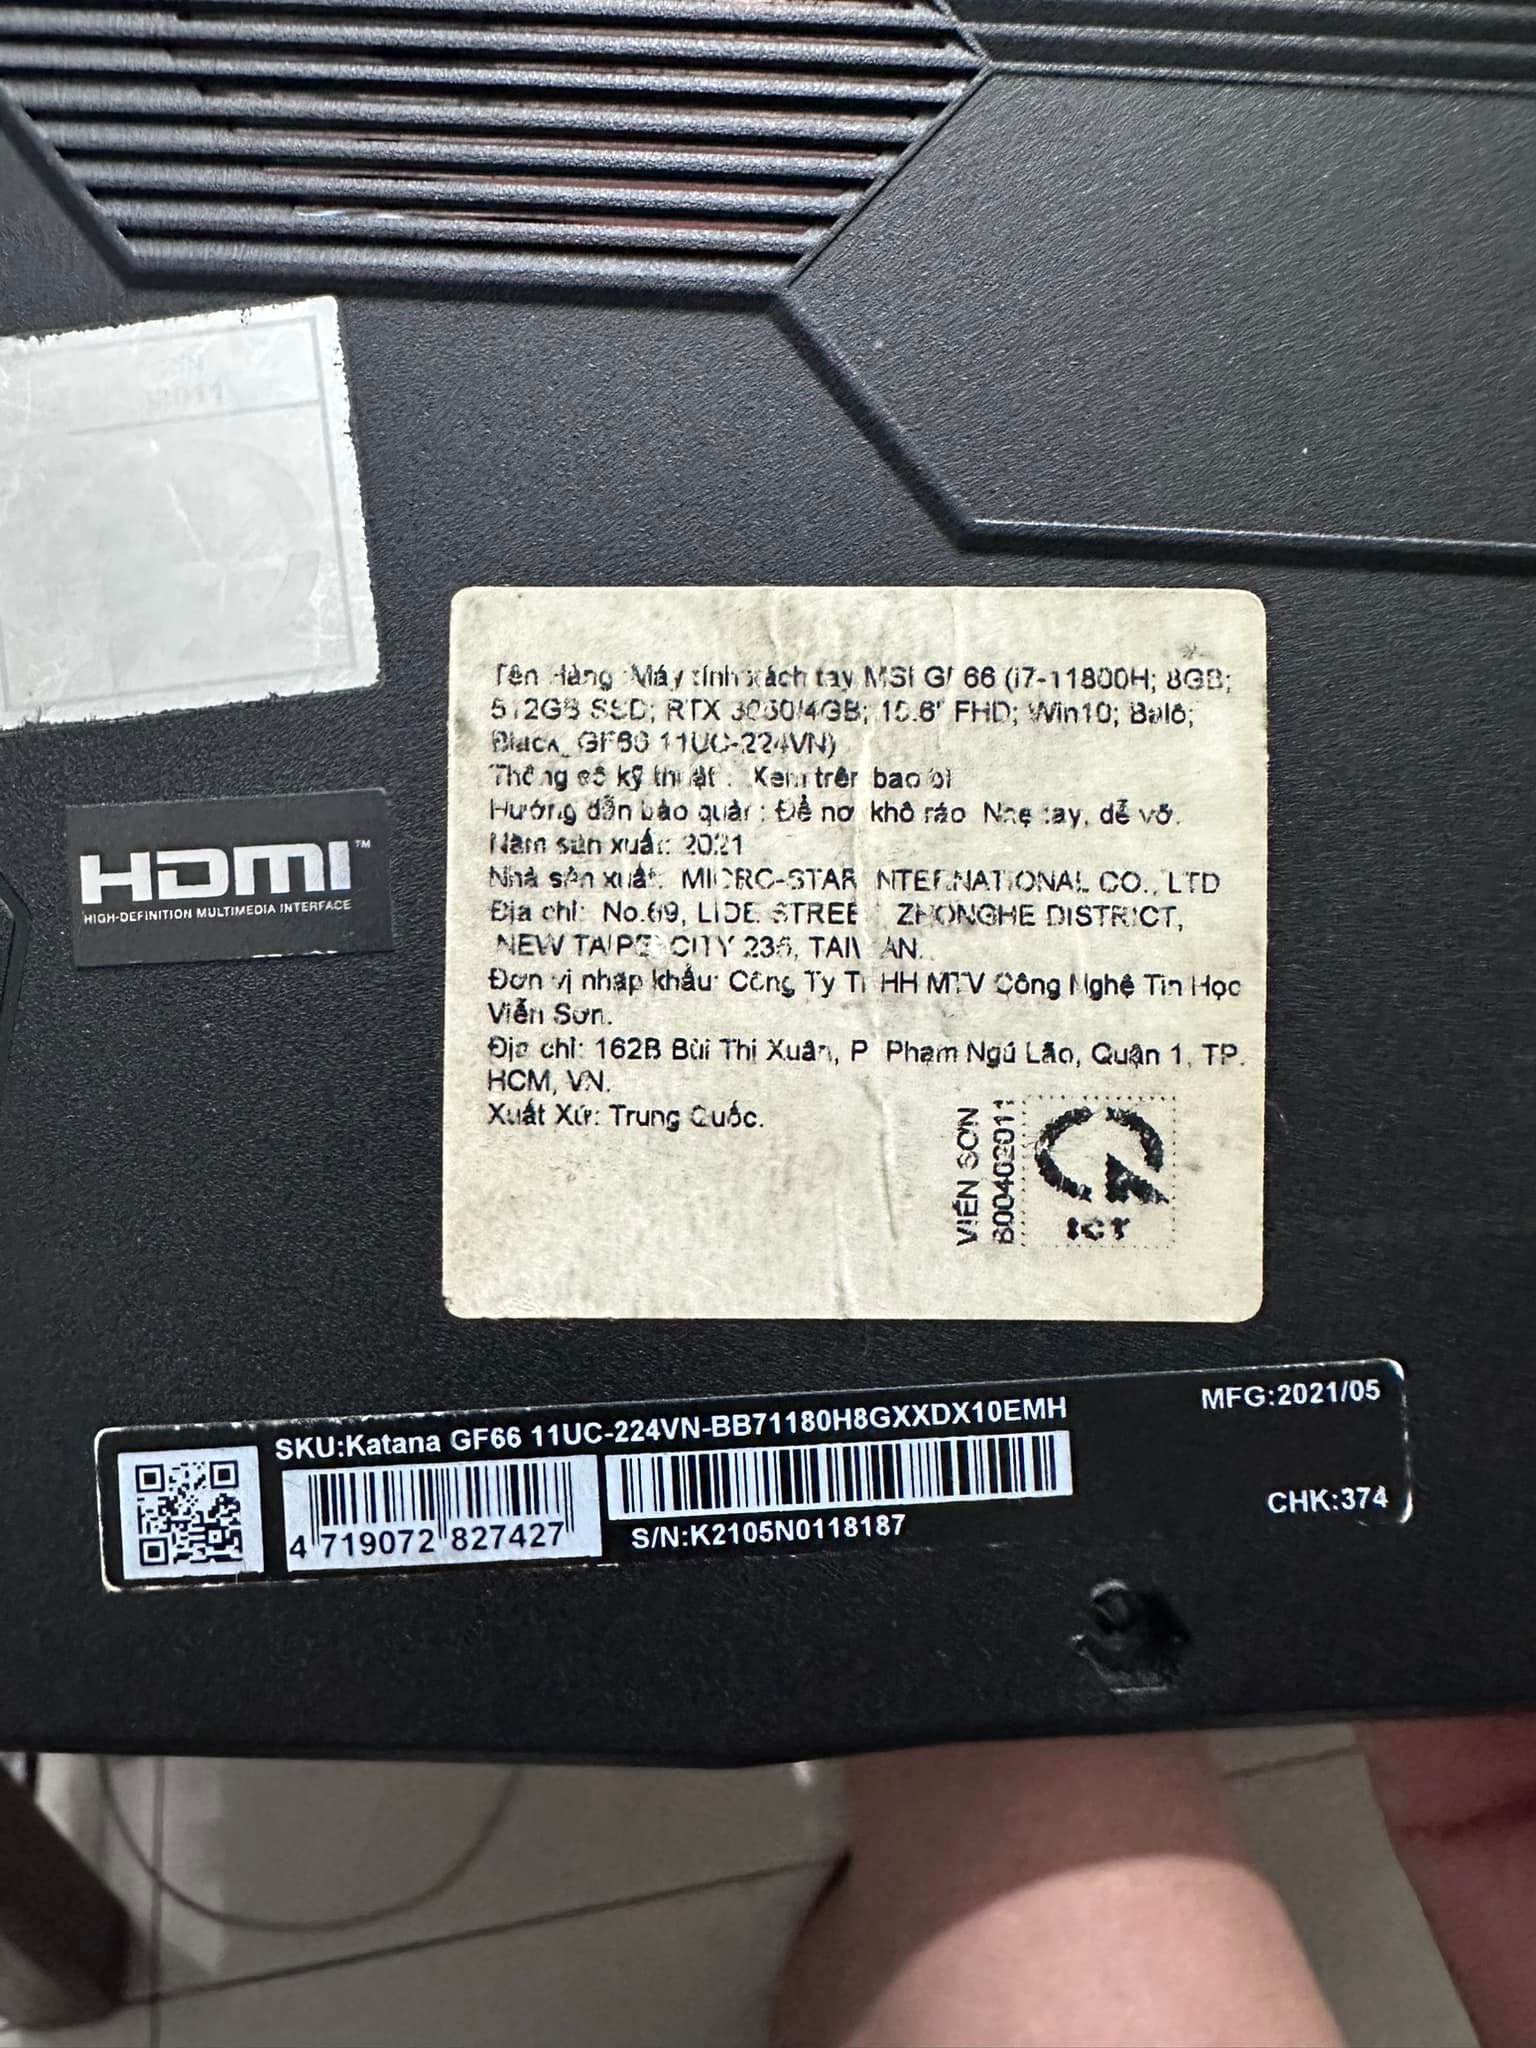 HDMI™
HIGH-DEFINITION MULTIMEDIA INTERFACE
Tên Hàng: Máy tính xách tay MSI GF66 (i7-11800H; 8GB;
512GB SSD; RTX 3050/4GB; 15.6" FHD; Win10; Balô;
Black_GF66 11UC-224VN)
Thông số kỹ thuật: Xem trên bao bì
Hướng dẫn bảo quản: Để nơi khô ráo. Nhẹ tay, dễ vỡ.
Năm sản xuất: 2021
Nhà sản xuất: MICRO-STAR INTERNATIONAL CO., LTD
Địa chỉ: No.69, LIDE STREET, ZHONGHE DISTRICT,
NEW TAIPEI CITY 235, TAIWAN.
Đơn vị nhập khẩu: Công Ty TNHH MTV Công Nghệ Tin Học
Viễn Sơn.
Địa chỉ: 162B Bùi Thị Xuân, P. Phạm Ngũ Lão, Quận 1, TP.
HCM, VN.
Xuất Xứ: Trung Quốc.
VIỄN SƠN
B00402011
ICT
SKU:Katana GF66 11UC-224VN-BB71180H8GXXDX10EMH
MFG:2021/05
4 719072 827427
S/N:K2105N0118187
CHK:374